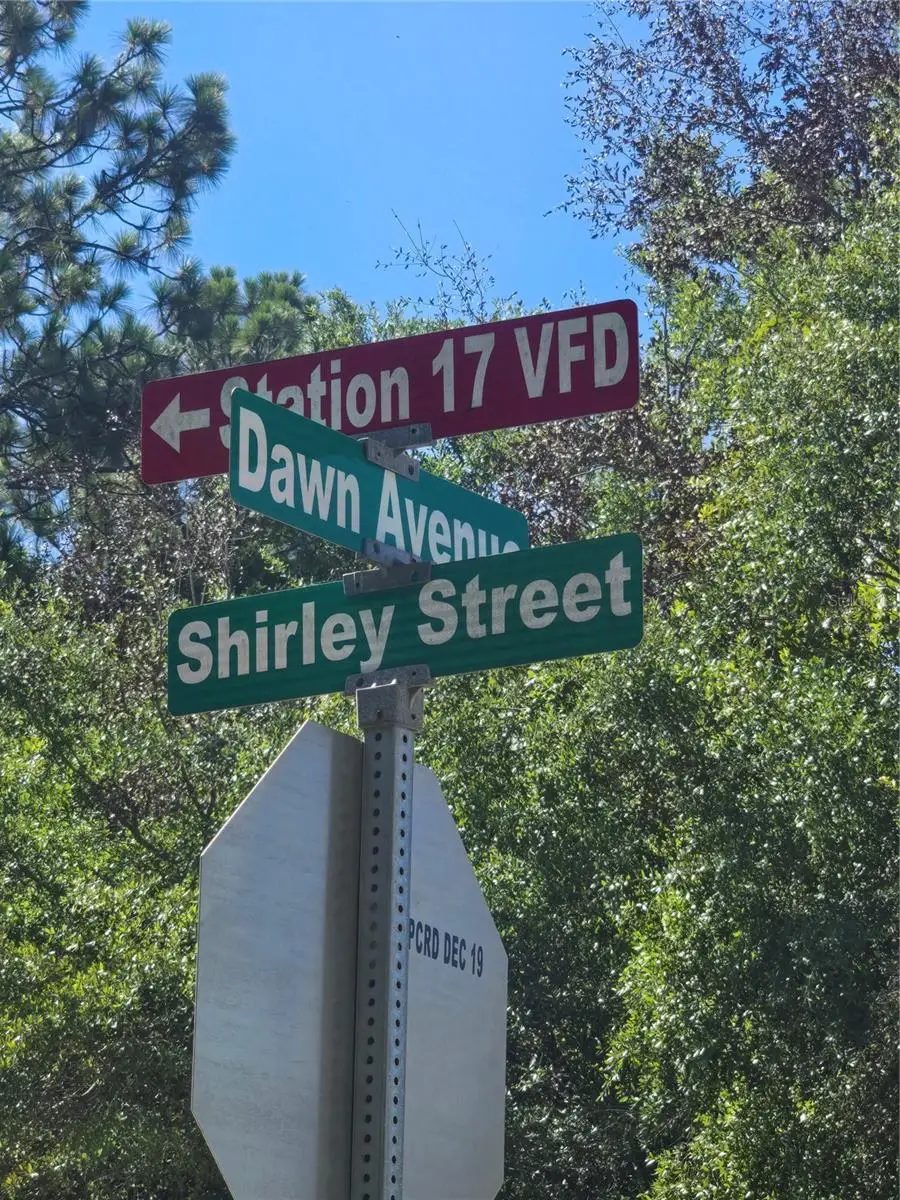 ← Station 17 VFD
Dawn Avenue
Shirley Street
PCRD DEC 19